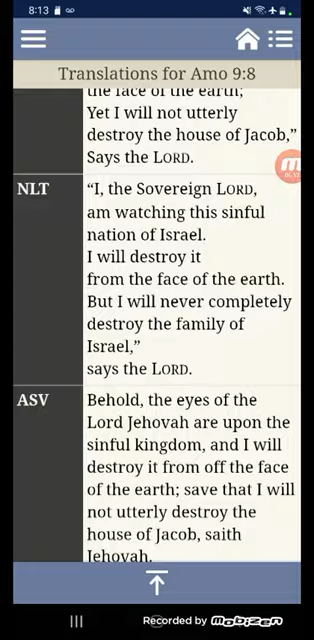 8:13
Translations for Amo 9:8
the face of the earth;
Yet I will not utterly
destroy the house of Jacob,”
Says the LORD.
NLT
“I, the Sovereign LORD,
am watching this sinful
nation of Israel.
I will destroy it
from the face of the earth.
But I will never completely
destroy the family of
Israel,”
says the LORD.
ASV
Behold, the eyes of the
Lord Jehovah are upon the
sinful kingdom, and I will
destroy it from off the face
of the earth; save that I will
not utterly destroy the
house of Jacob, saith
Jehovah.
Recorded by MOBIZEN